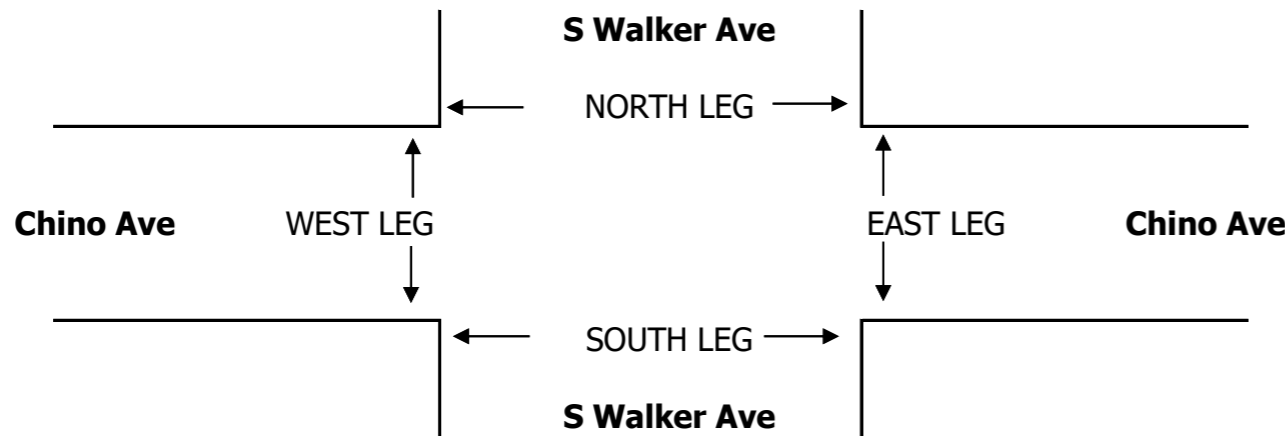 S Walker Ave
NORTH LEG
Chino Ave WEST LEG EAST LEG Chino Ave
SOUTH LEG
S Walker Ave